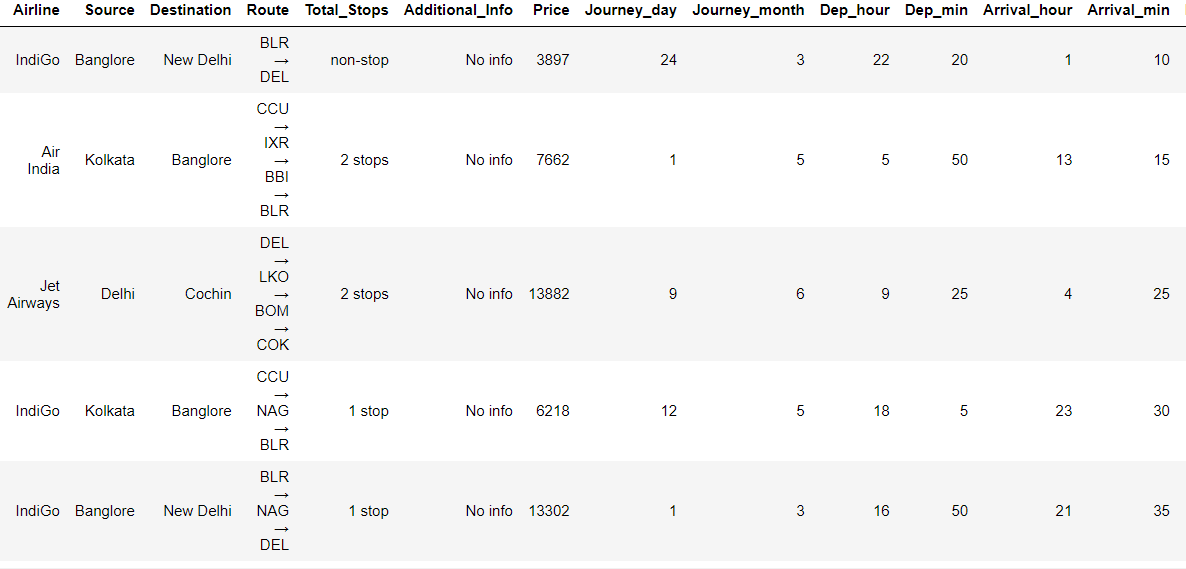 Airline Source Destination Route Total_Stops Additional_Info Price Journey_day Journey_month Dep_hour Dep_min Arrival_hour Arrival_min
IndiGo Banglore New Delhi BLR → DEL non-stop No info 3897 24 3 22 20 1 10
Air India Kolkata Banglore CCU → IXR → BBI → BLR 2 stops No info 7662 1 5 5 50 13 15
Jet Airways Delhi Cochin DEL → LKO → BOM → COK 2 stops No info 13882 9 6 9 25 4 25
IndiGo Kolkata Banglore CCU → NAG → BLR 1 stop No info 6218 12 5 18 5 23 30
IndiGo Banglore New Delhi BLR → NAG → DEL 1 stop No info 13302 1 3 16 50 21 35